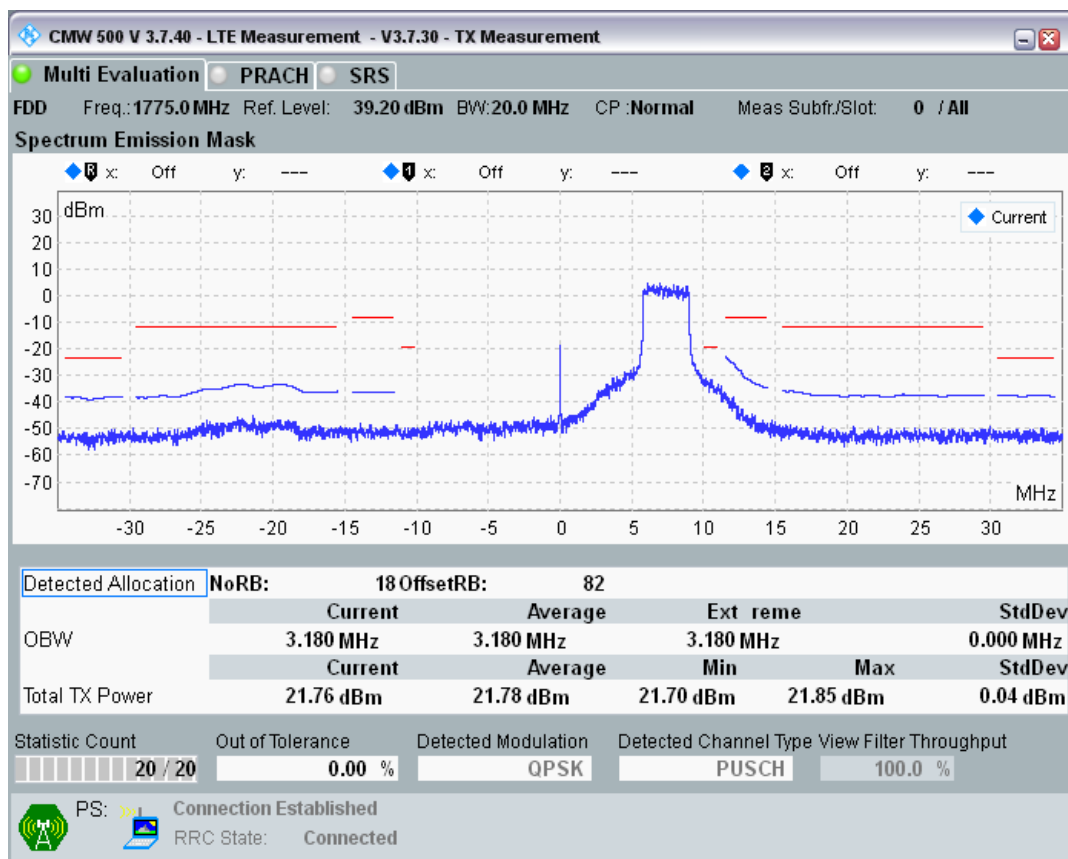 CMW 500 V 3.7.40 - LTE Measurement - V3.7.30 - TX Measurement
Multi Evaluation PRACH SRS
FDD Freq.: 1775.0 MHz Ref. Level: 39.20 dBm BW: 20.0 MHz CP : Normal Meas Subfr./Slot: 0 / All
Spectrum Emission Mask
R x: Off y: --- 1 x: Off y: --- 2 x: Off y: ---
dBm
Current
30
20
10
0
-10
-20
-30
-40
-50
-60
-70
MHz
-30 -25 -20 -15 -10 -5 0 5 10 15 20 25 30
Detected Allocation NoRB: 18 OffsetRB: 82
Current Average Ext reme StdDev
OBW 3.180 MHz 3.180 MHz 3.180 MHz 0.000 MHz
Current Average Min Max StdDev
Total TX Power 21.76 dBm 21.78 dBm 21.70 dBm 21.85 dBm 0.04 dBm
Statistic Count Out of Tolerance Detected Modulation Detected Channel Type View Filter Throughput
20 / 20 0.00 % QPSK PUSCH 100.0 %
PS: Connection Established
RRC State: Connected